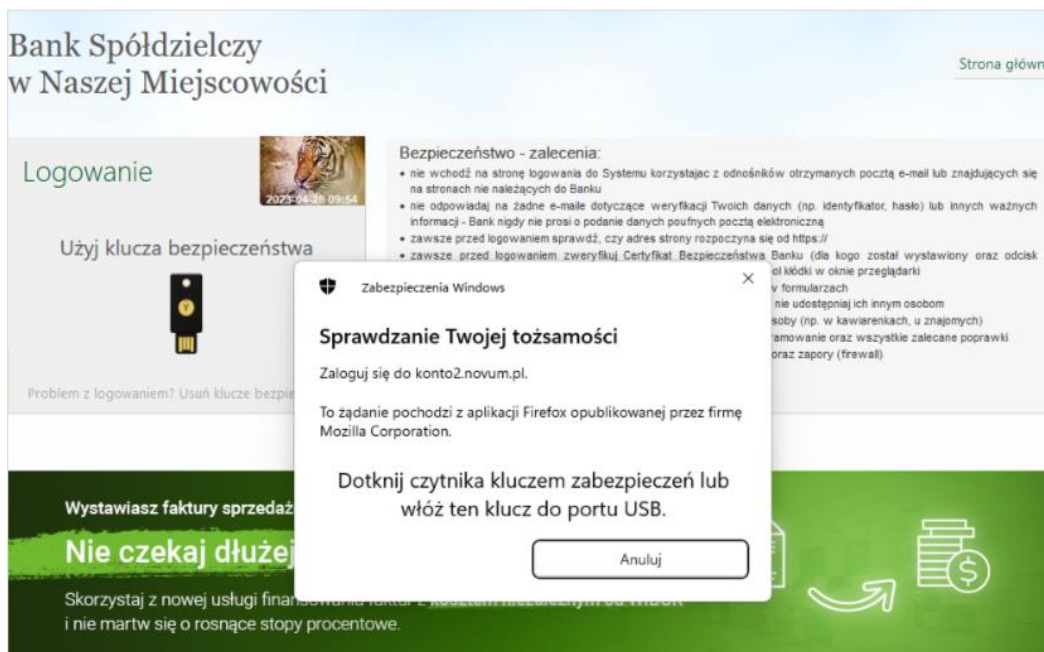 Bank Spółdzielczy
w Naszej Miejscowości
Strona główn
Logowanie
2023-04-26 09:54
Użyj klucza bezpieczeństwa
Problem z logowaniem? Usuń klucze bezpie
Bezpieczeństwo - zalecenia:
• nie wchodź na stronę logowania do Systemu korzystajac z odnośników otrzymanych pocztą e-mail lub znajdujących się
na stronach nie należących do Banku
• nie odpowiadaj na żadne e-maile dotyczące weryfikacji Twoich danych (np. identyfikator, hasło) lub innych ważnych
informacji - Bank nigdy nie prosi o podanie danych poufnych pocztą elektroniczną
• zawsze przed logowaniem sprawdź, czy adres strony rozpoczyna się od https://
• zawsze przed logowaniem zweryfikuj Certyfikat Bezpieczeństwa Banku (dla kogo został wystawiony oraz odcisk
ol kłódki w oknie przeglądarki
w formularzach
nie udostępniaj ich innym osobom
soby (np. w kawiarenkach, u znajomych)
ramowanie oraz wszystkie zalecane poprawki
oraz zapory (firewall)
Zabezpieczenia Windows
Sprawdzanie Twojej tożsamości
Zaloguj się do konto2.novum.pl.
To żądanie pochodzi z aplikacji Firefox opublikowanej przez firmę
Mozilla Corporation.
Dotknij czytnika kluczem zabezpieczeń lub
włóż ten klucz do portu USB.
Anuluj
Wystawiasz faktury sprzedaż
Nie czekaj dłużej
Skorzystaj z nowej usługi finansowania faktur z kosztem niezależnym od WIBOR
i nie martw się o rosnące stopy procentowe.